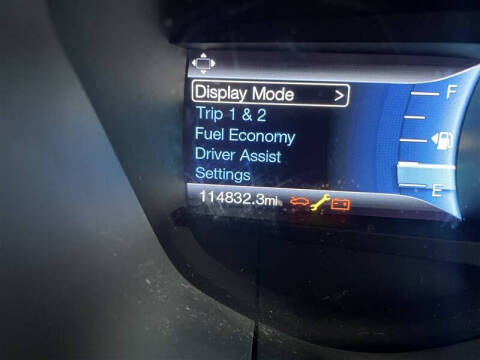 Display Mode >
F
Trip 1 & 2
Fuel Economy
Driver Assist
Settings
E
114832.3mi